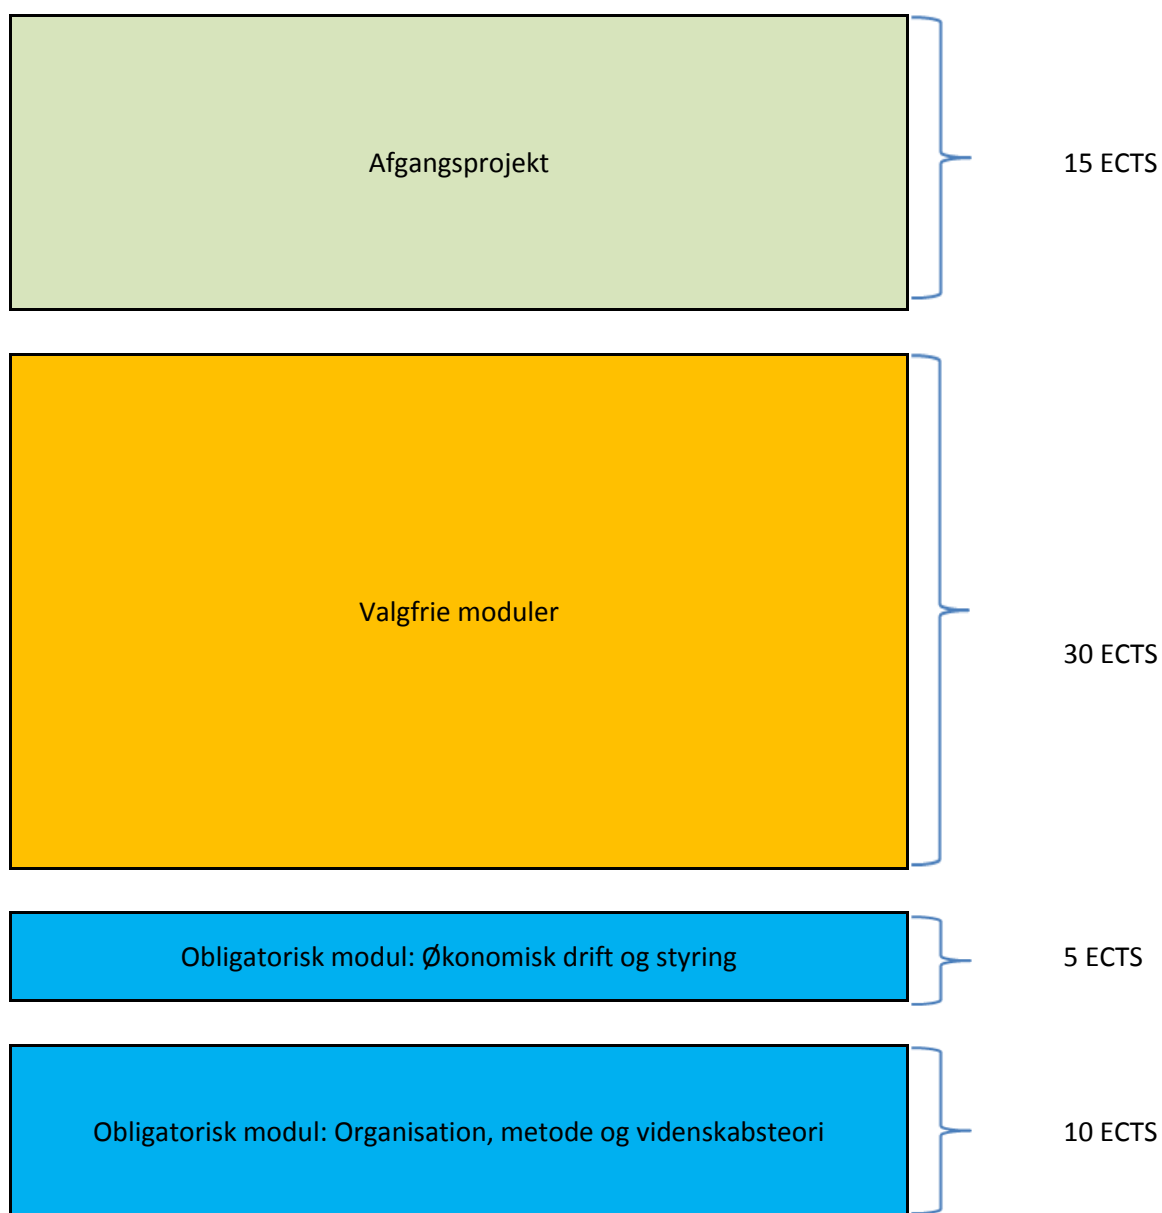 Afgangsprojekt
15 ECTS
Valgfrie moduler
30 ECTS
Obligatorisk modul: Økonomisk drift og styring
5 ECTS
Obligatorisk modul: Organisation, metode og videnskabsteori
10 ECTS